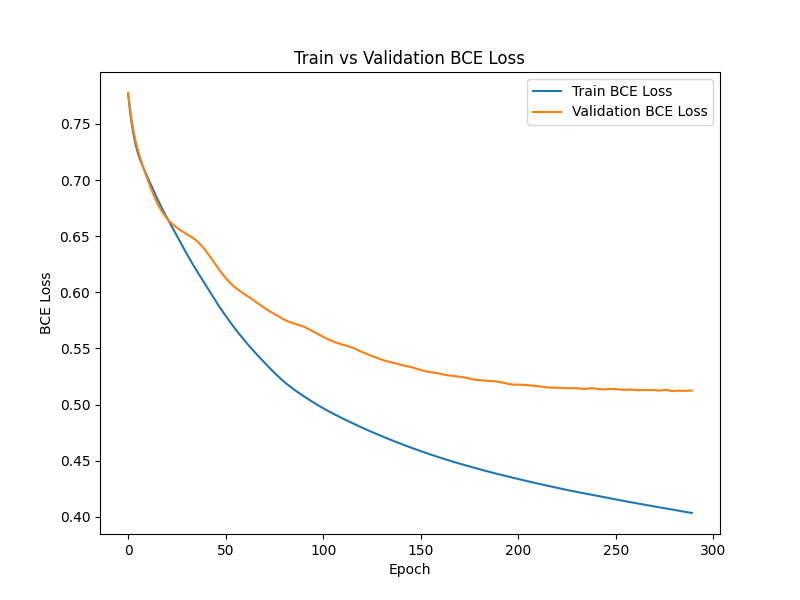 Train vs Validation BCE Loss
Train BCE Loss
Validation BCE Loss
BCE Loss
0.75
0.70
0.65
0.60
0.55
0.50
0.45
0.40
0 50 100 150 200 250 300
Epoch